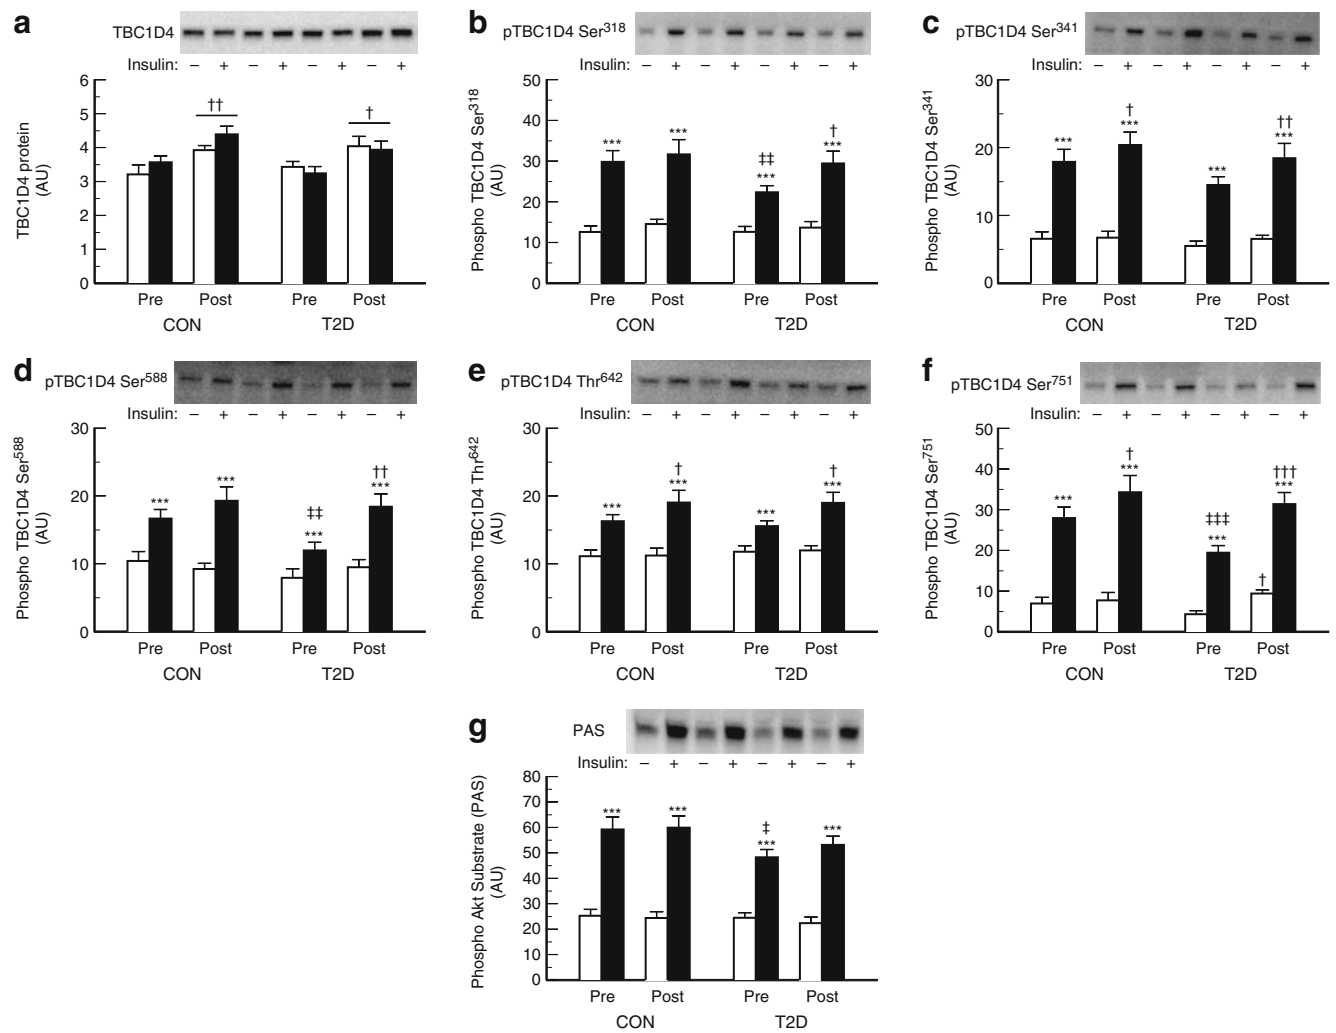 a TBC1D4
Insulin: – + – + – + – +
TBC1D4 protein
(AU)
6
5
4
3
2
1
0
††
†
Pre Post Pre Post
CON T2D
b pTBC1D4 Ser318
Insulin: – + – + – + – +
Phospho TBC1D4 Ser318
(AU)
50
40
30
20
10
0
*** *** ‡‡ *** † ***
Pre Post Pre Post
CON T2D
c pTBC1D4 Ser341
Insulin: – + – + – + – +
Phospho TBC1D4 Ser341
(AU)
30
20
10
0
*** † *** *** †† ***
Pre Post Pre Post
CON T2D
d pTBC1D4 Ser588
Insulin: – + – + – + – +
Phospho TBC1D4 Ser588
(AU)
30
20
10
0
*** *** ‡‡ *** †† ***
Pre Post Pre Post
CON T2D
e pTBC1D4 Thr642
Insulin: – + – + – + – +
Phospho TBC1D4 Thr642
(AU)
30
20
10
0
*** † *** *** † ***
Pre Post Pre Post
CON T2D
f pTBC1D4 Ser751
Insulin: – + – + – + – +
Phospho TBC1D4 Ser751
(AU)
50
40
30
20
10
0
*** † *** ‡‡‡ *** † ††† ***
Pre Post Pre Post
CON T2D
g PAS
Insulin: – + – + – + – +
Phospho Akt Substrate (PAS)
(AU)
80
70
60
50
40
30
20
10
0
*** *** ‡ *** ***
Pre Post Pre Post
CON T2D